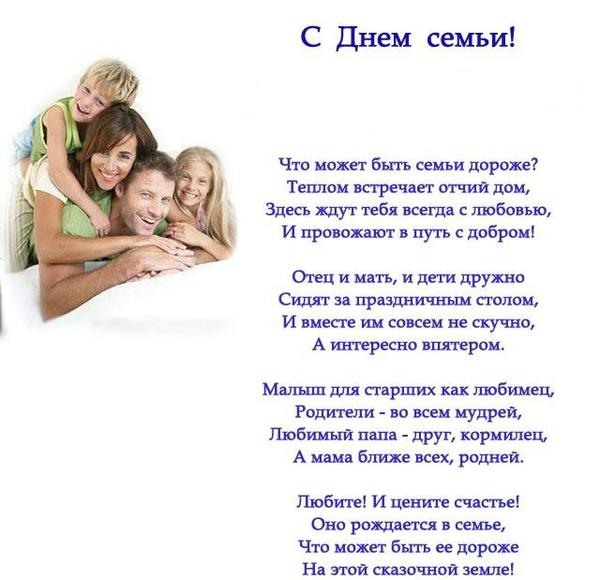 С Днем семьи!
Что может быть семьи дороже?
Теплом встречает отчий дом,
Здесь ждут тебя всегда с любовью,
И провожают в путь с добром!
Отец и мать, и дети дружно
Сидят за праздничным столом,
И вместе им совсем не скучно,
А интересно впятером.
Малыш для старших как любимец,
Родители - во всем мудрей,
Любимый папа - друг, кормилец,
А мама ближе всех, родней.
Любите! И цените счастье!
Оно рождается в семье,
Что может быть ее дороже
На этой сказочной земле!